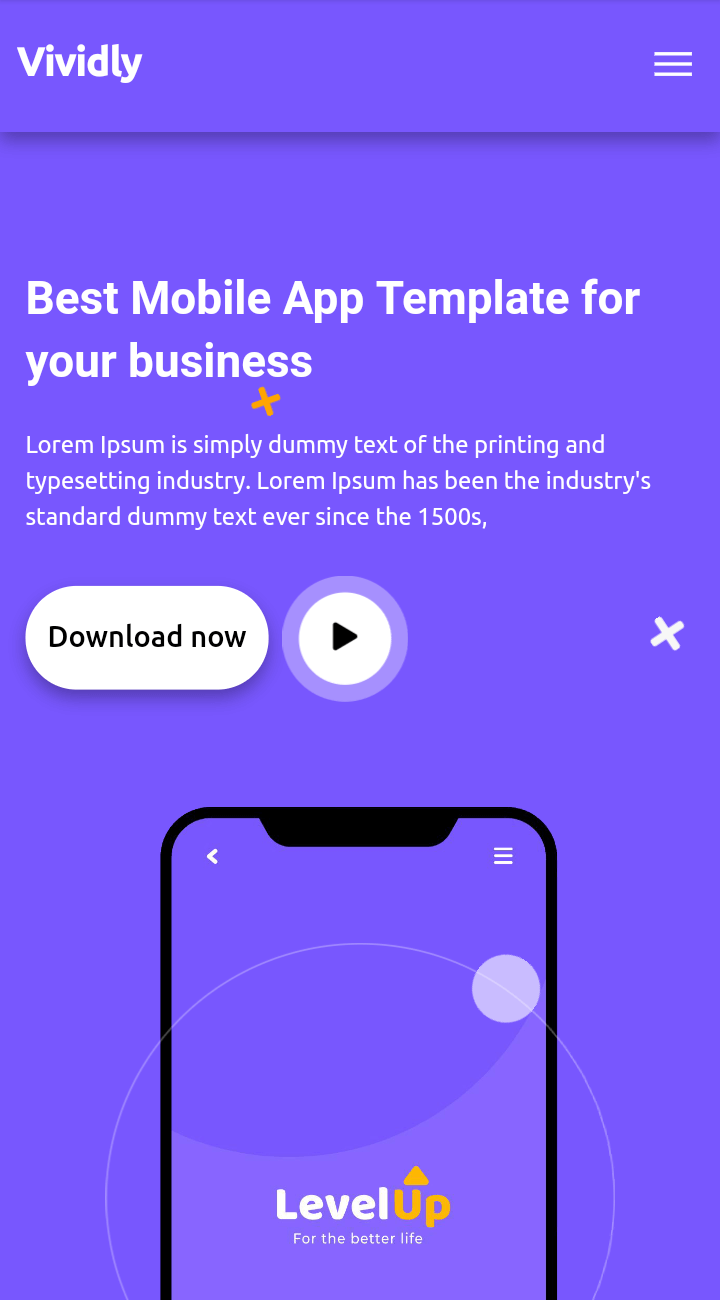 Vividly
Best Mobile App Template for
your business
Lorem Ipsum is simply dummy text of the printing and
typesetting industry. Lorem Ipsum has been the industry's
standard dummy text ever since the 1500s,
Download now
LevelUp
For the better life